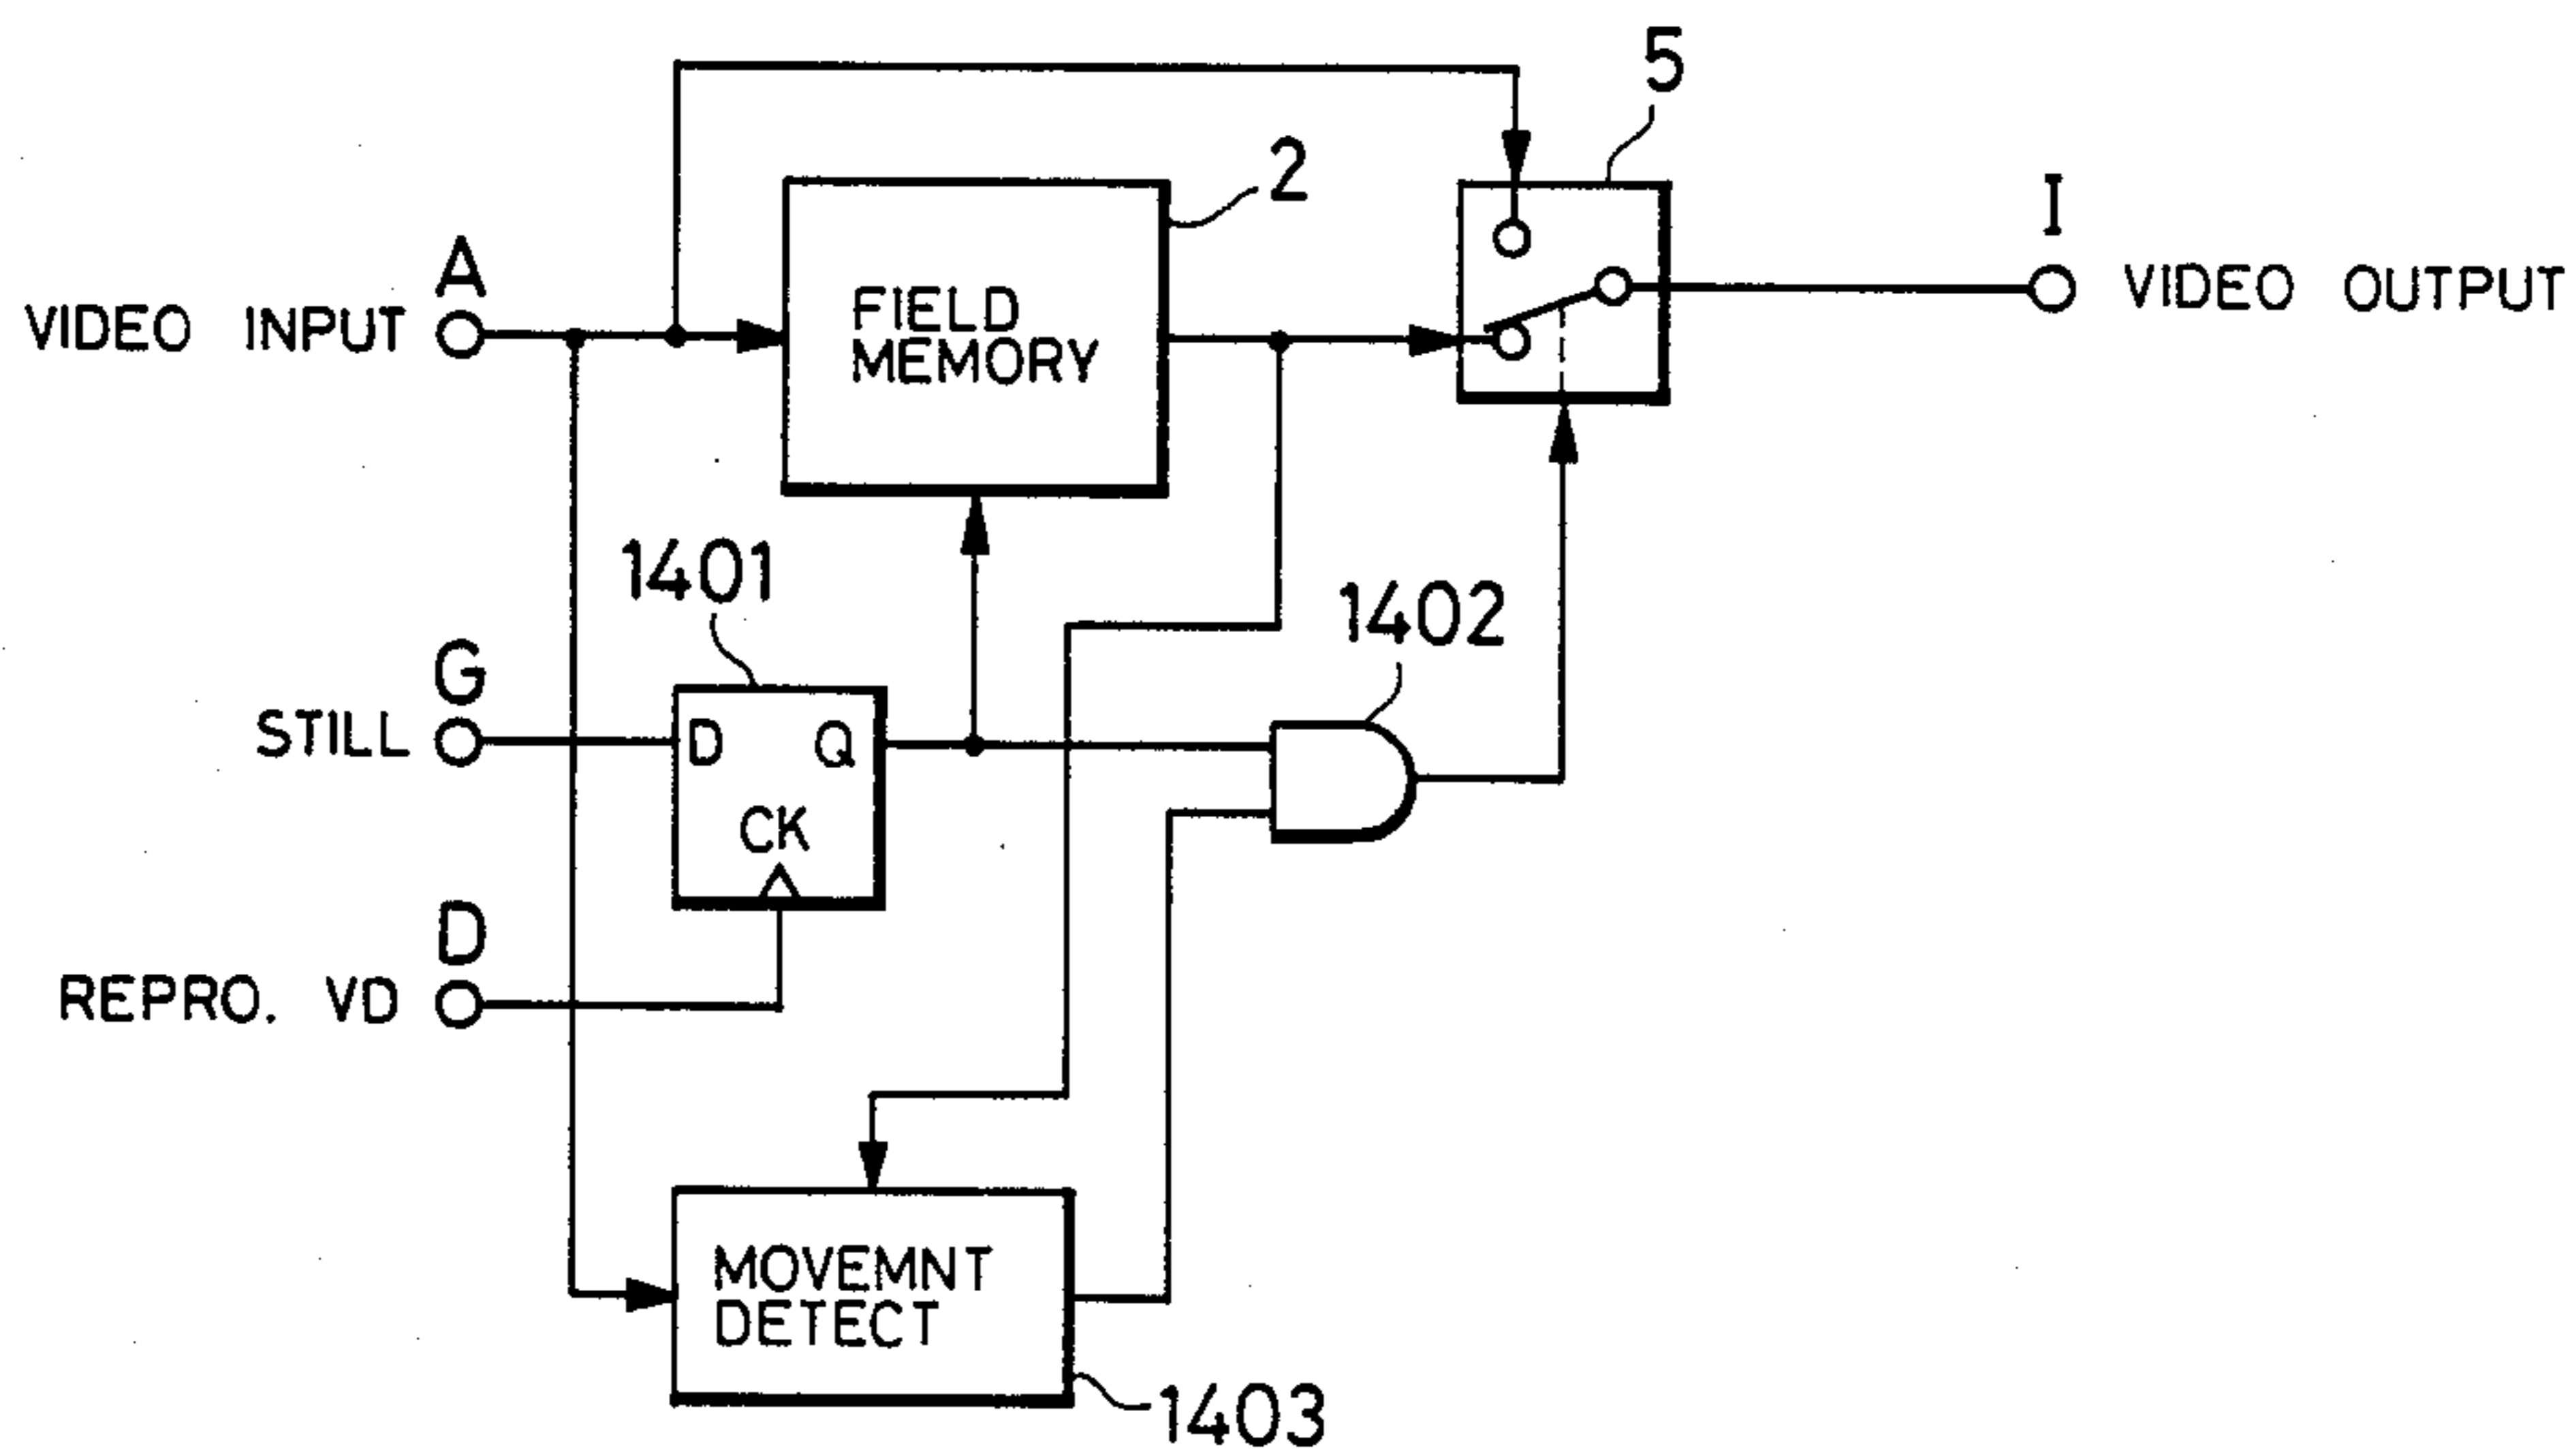 5
2
I
A
VIDEO INPUT
VIDEO OUTPUT
FIELD
MEMORY
1401
1402
G
STILL
D Q
CK
D
REPRO. VD
MOVEMNT
DETECT
1403